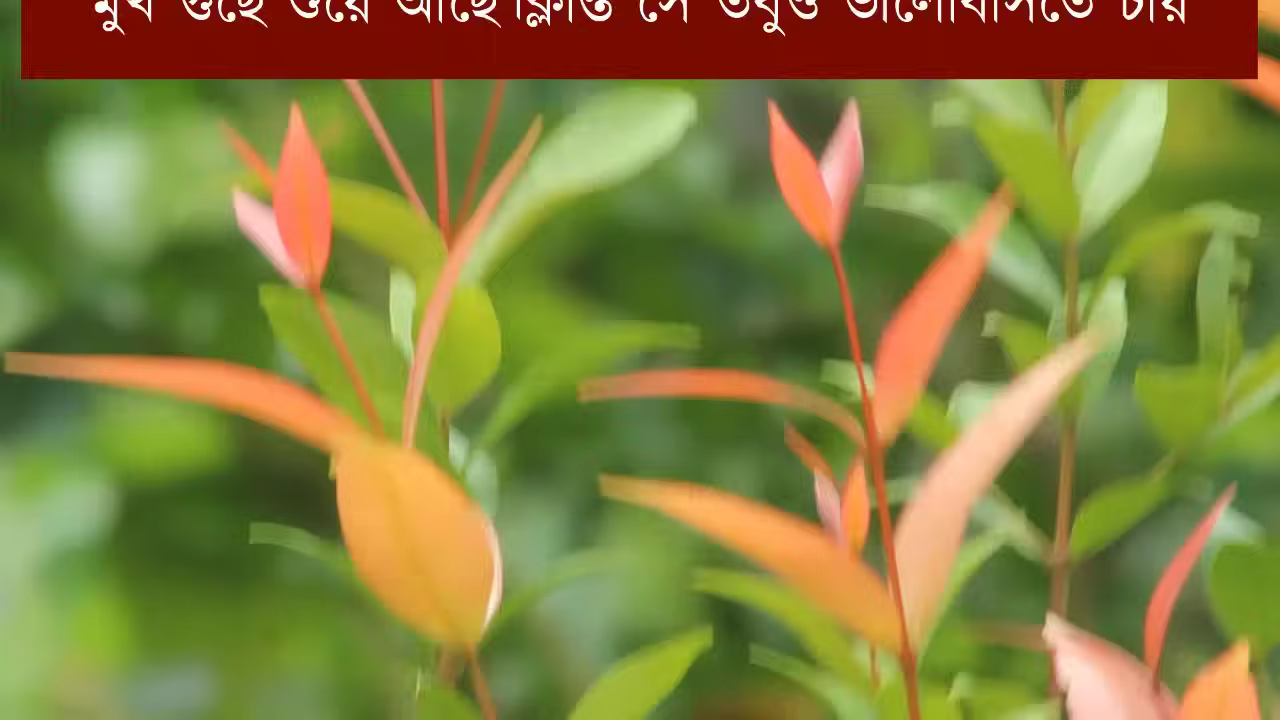 মুখ গুছে শুয়ে আছে ক্লান্ত সে তবুও ভালোবাসতে চায়